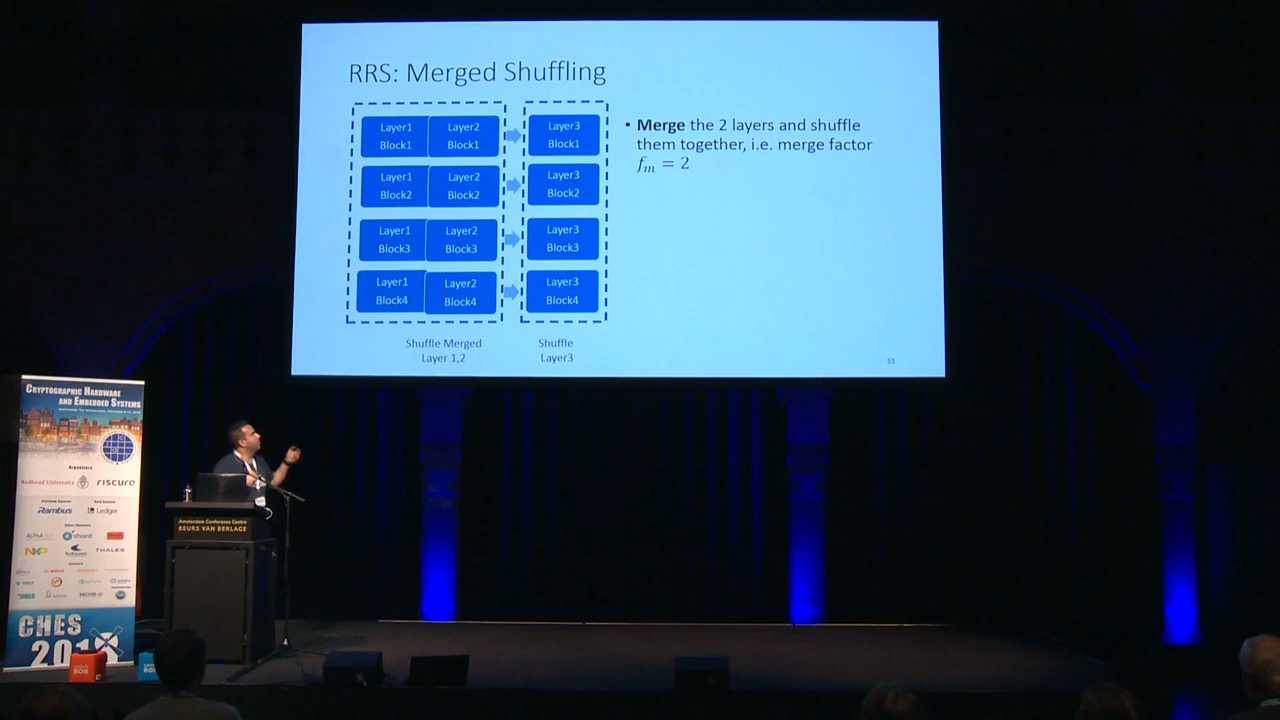 RRS: Merged Shuffling
Layer1 Layer2 Layer3
Block1 Block1 Block1
Layer1 Layer2 Layer3
Block2 Block2 Block2
Layer1 Layer2 Layer3
Block3 Block3 Block3
Layer1 Layer2 Layer3
Block4 Block4 Block4
Shuffle Merged
Layer 1,2
Shuffle
Layer3
• Merge the 2 layers and shuffle
them together, i.e. merge factor
fₘ = 2
35
Cryptographic Hardware
and Embedded Systems
Organizers
Radboud University
riscure
Rambus
Ledger
shard
NXP
THALES
CHES
Amsterdam Conference Centre
BEURS VAN BERLAGE